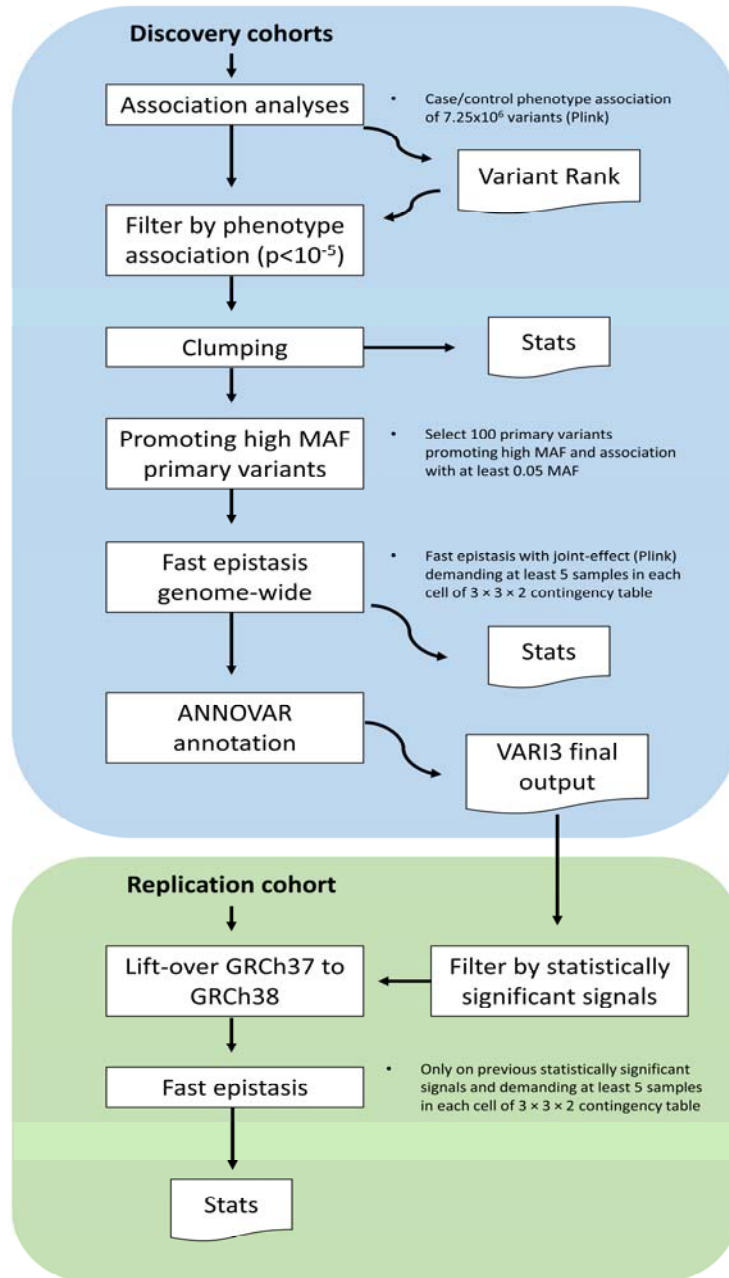 Discovery cohorts
Association analyses
• Case/control phenotype association
of 7.25x10⁶ variants (Plink)
Variant Rank
Filter by phenotype
association (p<10⁻⁵)
Clumping
Stats
Promoting high MAF
primary variants
• Select 100 primary variants
promoting high MAF and association
with at least 0.05 MAF
Fast epistasis
genome-wide
• Fast epistasis with joint-effect (Plink)
demanding at least 5 samples in each
cell of 3 × 3 × 2 contingency table
Stats
ANNOVAR
annotation
VARI3 final
output
Replication cohort
Lift-over GRCh37 to
GRCh38
Filter by statistically
significant signals
Fast epistasis
• Only on previous statistically significant
signals and demanding at least 5 samples
in each cell of 3 × 3 × 2 contingency table
Stats